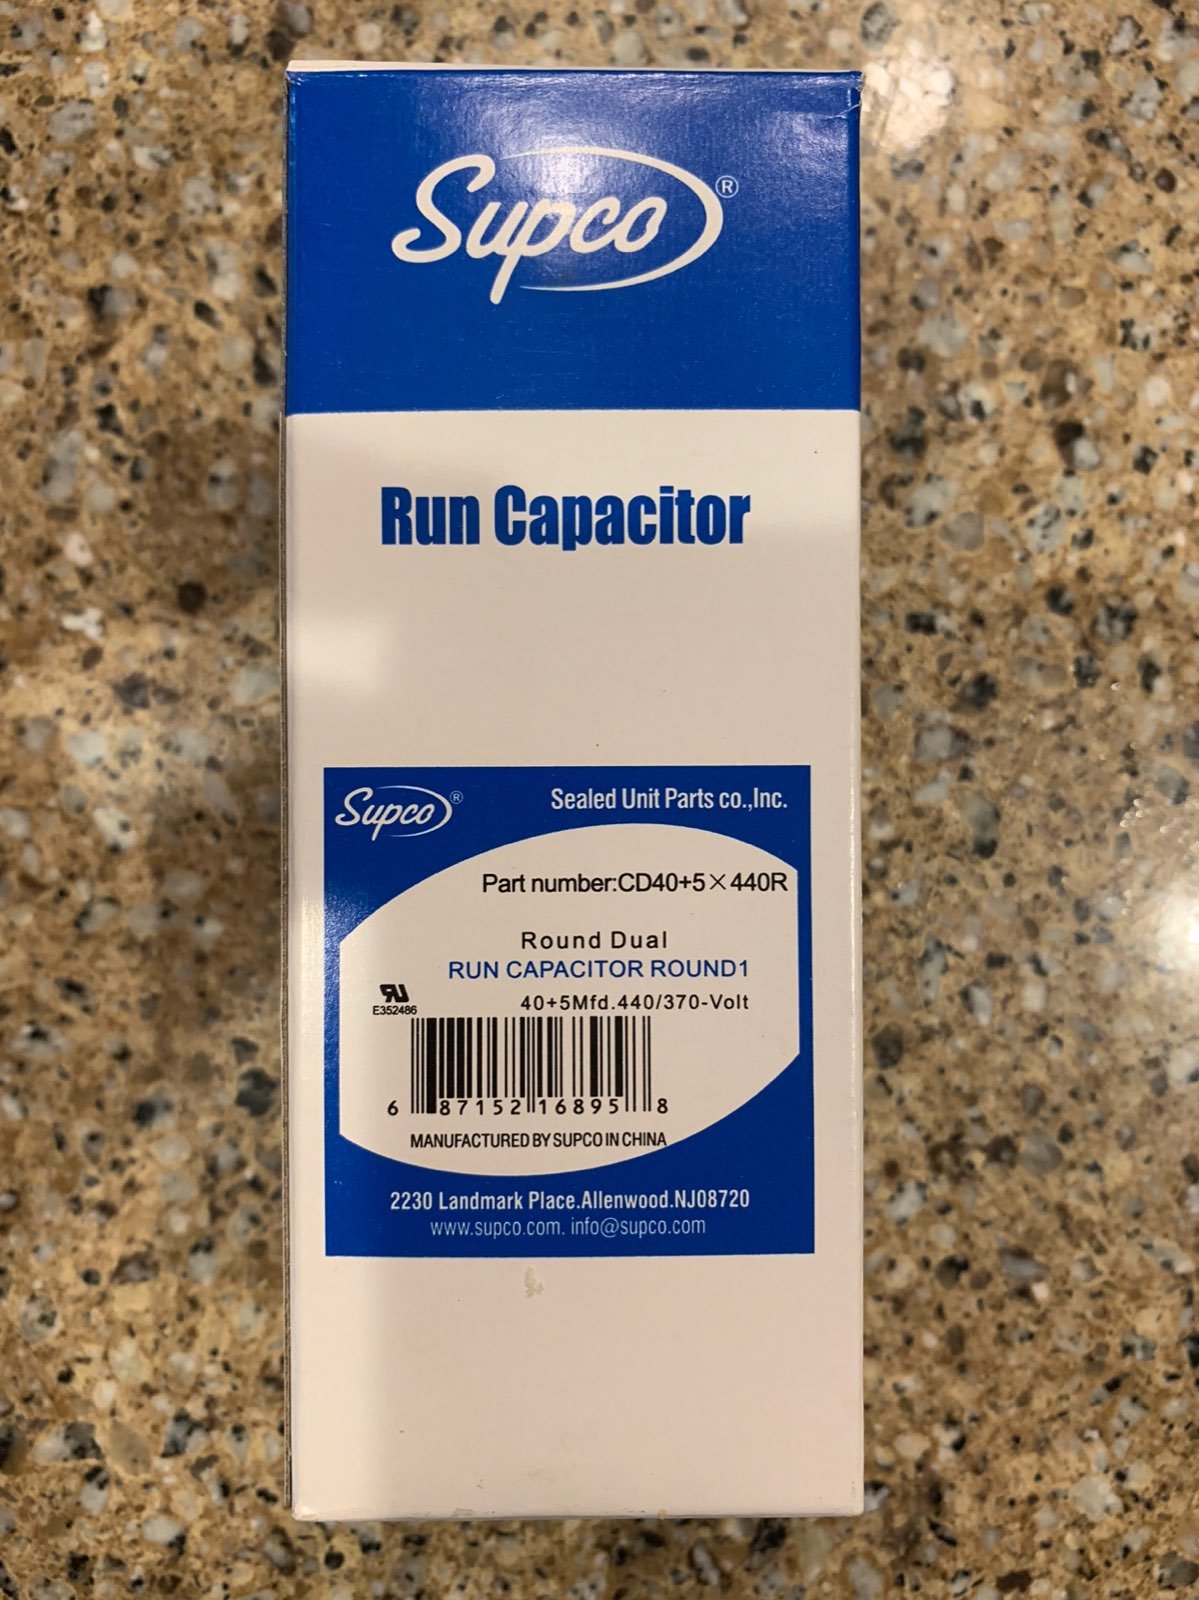 Supco®
Run Capacitor
Supco®
Sealed Unit Parts co.,Inc.
Part number:CD40+5×440R
Round Dual
RUN CAPACITOR ROUND1
40+5Mfd.440/370-Volt
E352486
6 87152 16895 8
MANUFACTURED BY SUPCO IN CHINA
2230 Landmark Place.Allenwood.NJ08720
www.supco.com. info@supco.com